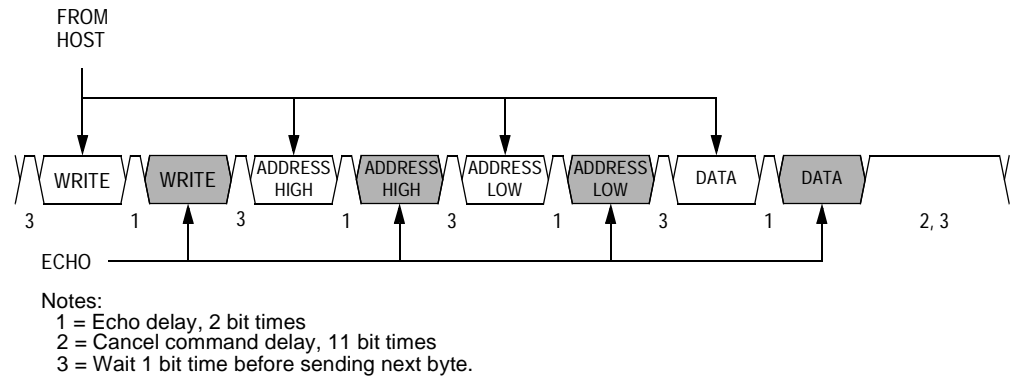 FROM
HOST
WRITE WRITE ADDRESS HIGH ADDRESS HIGH ADDRESS LOW ADDRESS LOW DATA DATA
3 1 3 1 3 1 3 1 2, 3
ECHO
Notes:
1 = Echo delay, 2 bit times
2 = Cancel command delay, 11 bit times
3 = Wait 1 bit time before sending next byte.